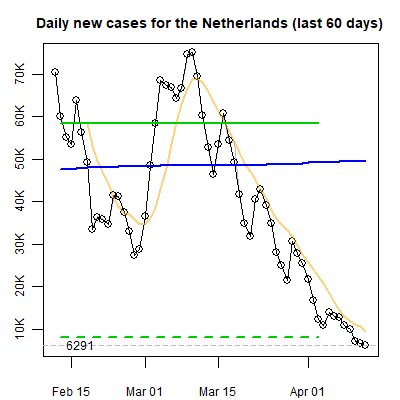 Daily new cases for the Netherlands (last 60 days)
70K
60K
50K
40K
30K
20K
10K
6291
Feb 15 Mar 01 Mar 15 Apr 01